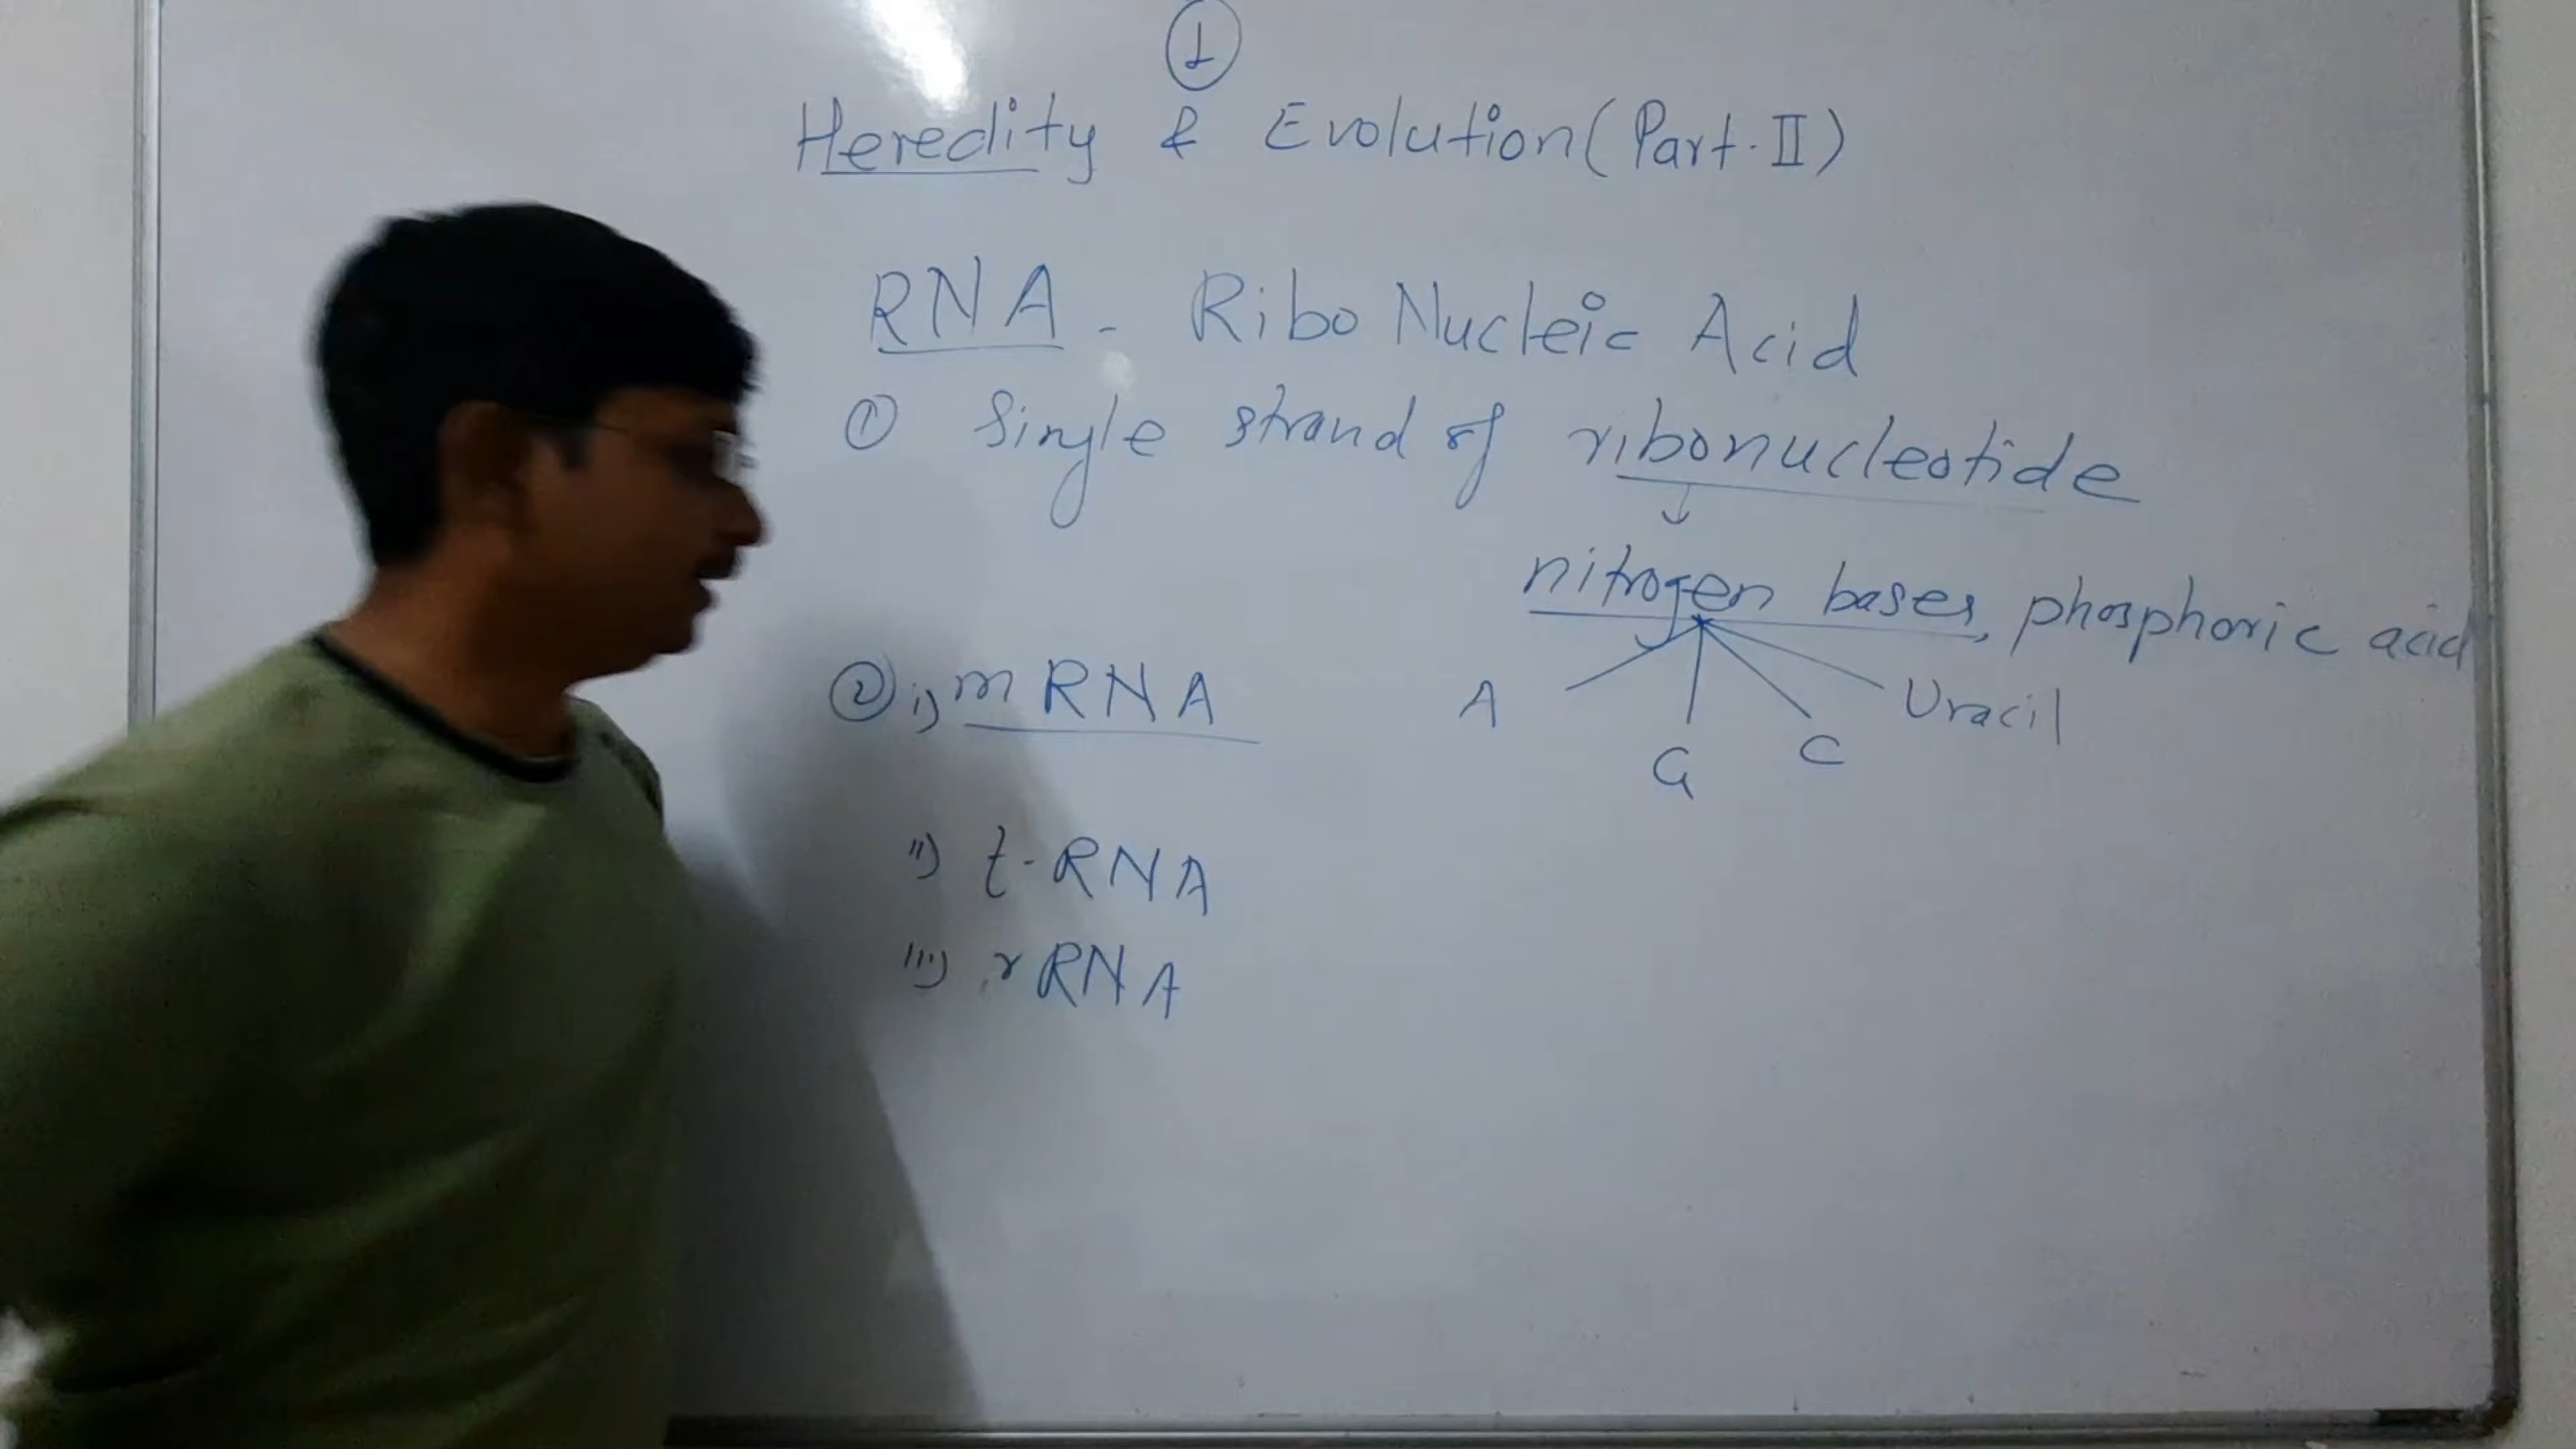 1
Heredity & Evolution (Part-II)
RNA - Ribo Nucleic Acid
① Single strand of ribonucleotide
↓
nitrogen bases, phosphoric acid
② i) mRNA
A G C Uracil
ii) t-RNA
iii) rRNA